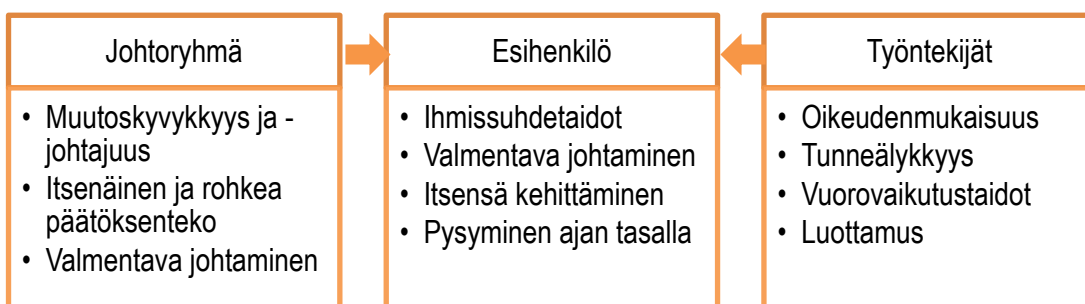 Johtoryhmä
• Muutoskyvykkyys ja -
johtajuus
• Itsenäinen ja rohkea
päätöksenteko
• Valmentava johtaminen
Esihenkilö
• Ihmissuhdetaidot
• Valmentava johtaminen
• Itsensä kehittäminen
• Pysyminen ajan tasalla
Työntekijät
• Oikeudenmukaisuus
• Tunneälykkyys
• Vuorovaikutustaidot
• Luottamus